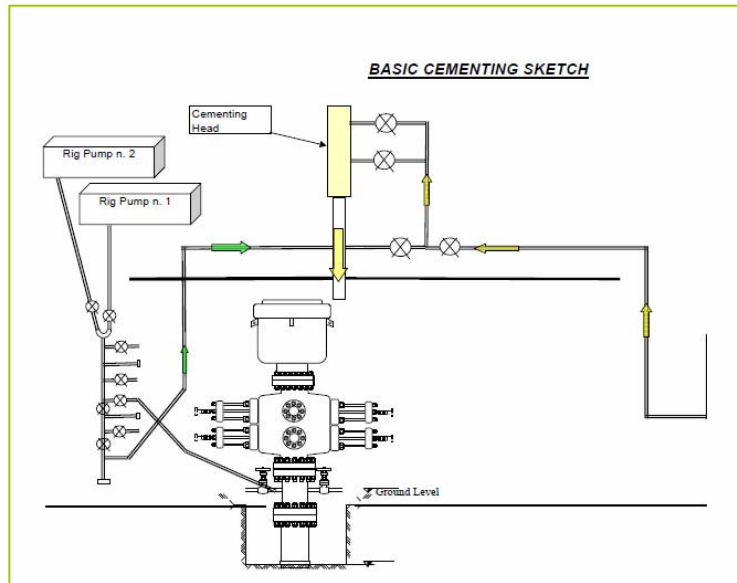 BASIC CEMENTING SKETCH
Cementing
Head
Rig Pump n. 2
Rig Pump n. 1
Ground Level